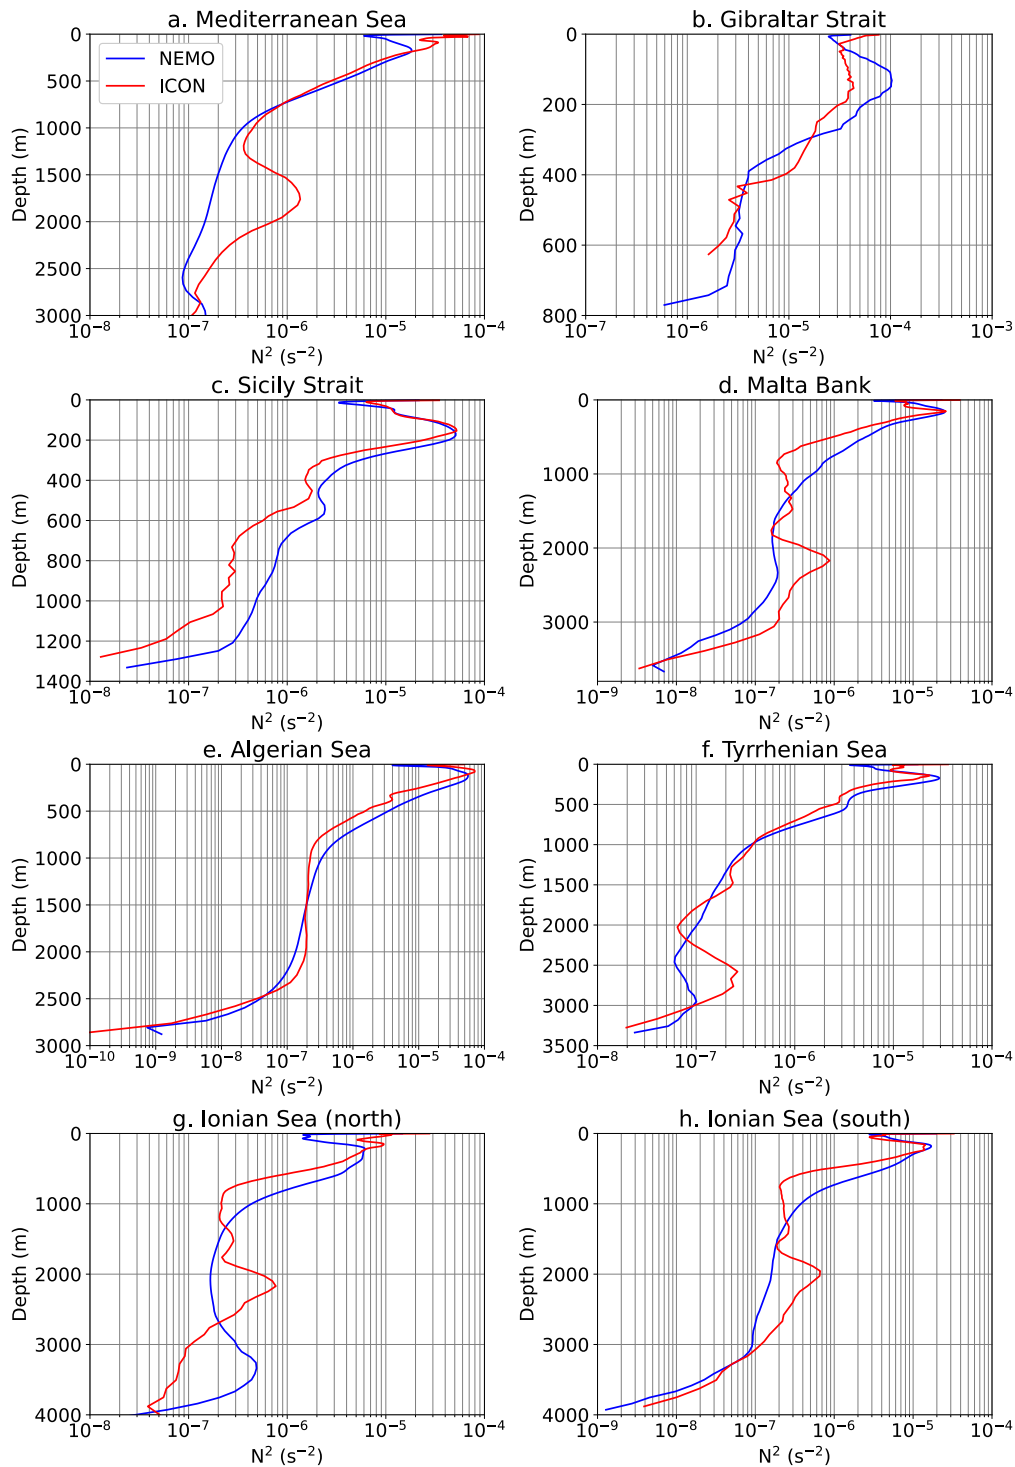 a. Mediterranean Sea
0
500
1000
1500
2000
2500
3000
Depth (m)
NEMO
ICON
10⁻⁸ 10⁻⁷ 10⁻⁶ 10⁻⁵ 10⁻⁴
N² (s⁻²)
b. Gibraltar Strait
0
200
400
600
800
Depth (m)
10⁻⁷ 10⁻⁶ 10⁻⁵ 10⁻⁴ 10⁻³
N² (s⁻²)
c. Sicily Strait
0
200
400
600
800
1000
1200
1400
Depth (m)
10⁻⁸ 10⁻⁷ 10⁻⁶ 10⁻⁵ 10⁻⁴
N² (s⁻²)
d. Malta Bank
0
1000
2000
3000
Depth (m)
10⁻⁹ 10⁻⁸ 10⁻⁷ 10⁻⁶ 10⁻⁵ 10⁻⁴
N² (s⁻²)
e. Algerian Sea
0
500
1000
1500
2000
2500
3000
Depth (m)
10⁻¹⁰ 10⁻⁹ 10⁻⁸ 10⁻⁷ 10⁻⁶ 10⁻⁵ 10⁻⁴
N² (s⁻²)
f. Tyrrhenian Sea
0
500
1000
1500
2000
2500
3000
3500
Depth (m)
10⁻⁸ 10⁻⁷ 10⁻⁶ 10⁻⁵ 10⁻⁴
N² (s⁻²)
g. Ionian Sea (north)
0
1000
2000
3000
4000
Depth (m)
10⁻⁸ 10⁻⁷ 10⁻⁶ 10⁻⁵ 10⁻⁴
N² (s⁻²)
h. Ionian Sea (south)
0
1000
2000
3000
4000
Depth (m)
10⁻⁹ 10⁻⁸ 10⁻⁷ 10⁻⁶ 10⁻⁵ 10⁻⁴
N² (s⁻²)